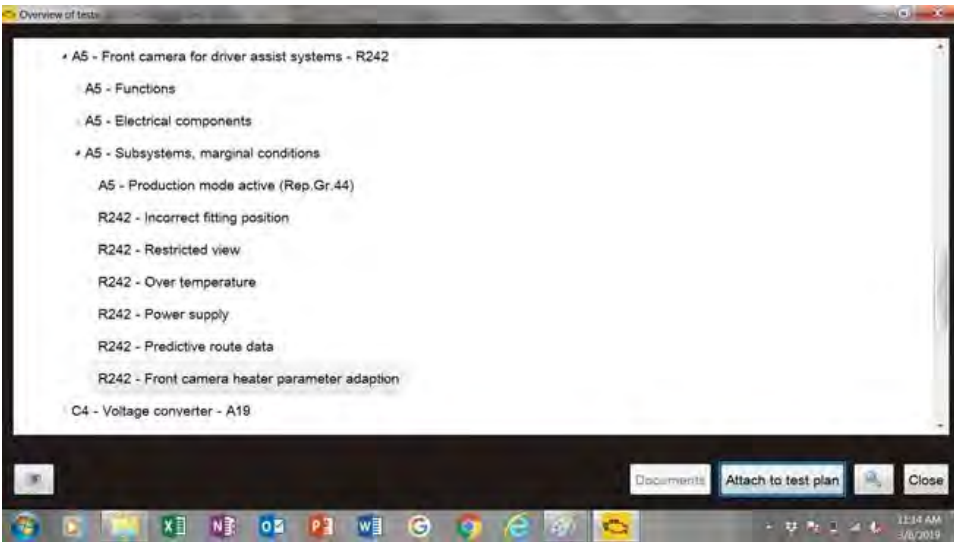 Overview of tests
A5 - Front camera for driver assist systems - R242
A5 - Functions
A5 - Electrical components
A5 - Subsystems, marginal conditions
A5 - Production mode active (Rep.Gr.44)
R242 - Incorrect fitting position
R242 - Restricted view
R242 - Over temperature
R242 - Power supply
R242 - Predictive route data
R242 - Front camera heater parameter adaption
C4 - Voltage converter - A19
Documents Attach to test plan Close
11:14 AM
3/8/2019